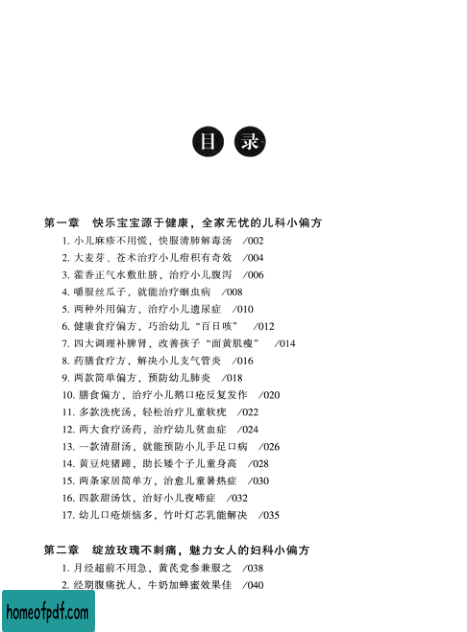 目录
第一章 快乐宝宝源于健康，全家无忧的儿科小偏方
1. 小儿麻疹不用慌，快服清肺解毒汤 /002
2. 大麦芽、苍术治疗小儿疳积有奇效 /004
3. 藿香正气水敷肚脐，治疗小儿腹泻 /006
4. 嚼服丝瓜子，就能治疗蛔虫病 /008
5. 两种外用偏方，治疗小儿遗尿症 /010
6. 健康食疗偏方，巧治幼儿“百日咳” /012
7. 四大调理补脾肾，改善孩子“面黄肌瘦” /014
8. 药膳食疗方，解决小儿支气管炎 /016
9. 两款简单偏方，预防幼儿肺炎 /018
10. 膳食偏方，治疗小儿鹅口疮反复发作 /020
11. 多款洗疣汤，轻松治疗儿童软疣 /022
12. 两大食疗汤药，治疗幼儿贫血症 /024
13. 一款清甜汤，就能预防小儿手足口病 /026
14. 黄豆炖猪蹄，助长矮个子儿童身高 /028
15. 两条家居简单方，治愈儿童暑热症 /030
16. 四款甜汤饮，治好小儿夜啼症 /032
17. 幼儿口疮烦恼多，竹叶灯芯乳能解决 /035
第二章 绽放玫瑰不刺痛，魅力女人的妇科小偏方
1. 月经超前不用急，黄芪党参兼服之 /038
2. 经期腹痛扰人，牛奶加蜂蜜效果佳 /040
homeofpdf.com